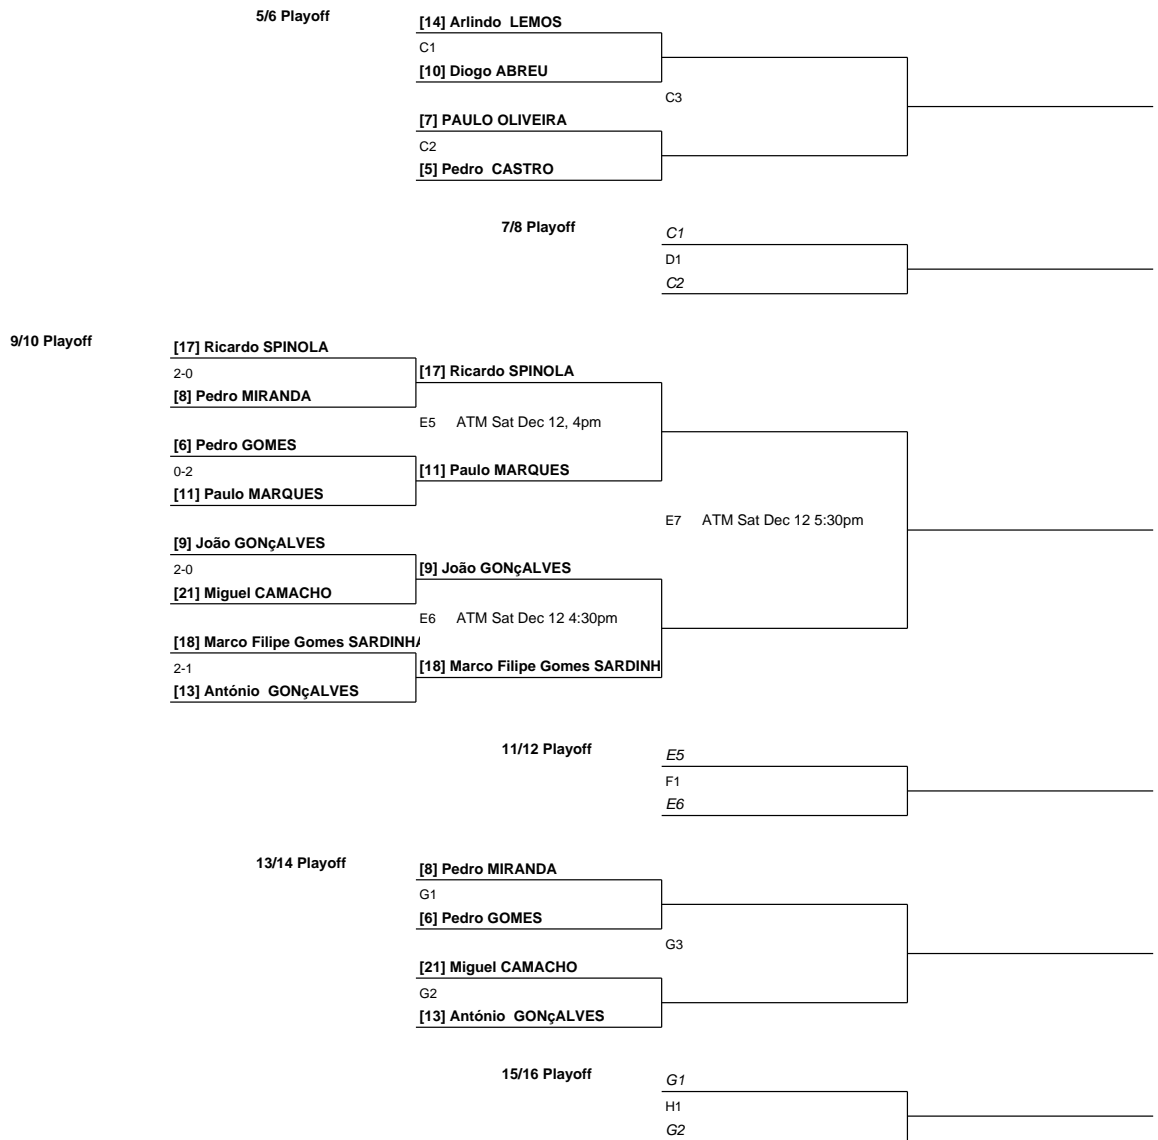 5/6 Playoff
[14] Arlindo  LEMOS
C1
[10] Diogo ABREU
C3
[7] PAULO OLIVEIRA
C2
[5] Pedro  CASTRO
7/8 Playoff
C1
D1
C2
9/10 Playoff
[17] Ricardo SPINOLA
2-0
[17] Ricardo SPINOLA
[8] Pedro MIRANDA
E5 ATM Sat Dec 12, 4pm
[6] Pedro GOMES
0-2
[11] Paulo MARQUES
[11] Paulo MARQUES
E7 ATM Sat Dec 12 5:30pm
[9] João GONçALVES
2-0
[9] João GONçALVES
[21] Miguel CAMACHO
E6 ATM Sat Dec 12 4:30pm
[18] Marco Filipe Gomes SARDINHA
2-1
[18] Marco Filipe Gomes SARDINH
[13] António  GONçALVES
11/12 Playoff
E5
F1
E6
13/14 Playoff
[8] Pedro MIRANDA
G1
[6] Pedro GOMES
G3
[21] Miguel CAMACHO
G2
[13] António  GONçALVES
15/16 Playoff
G1
H1
G2